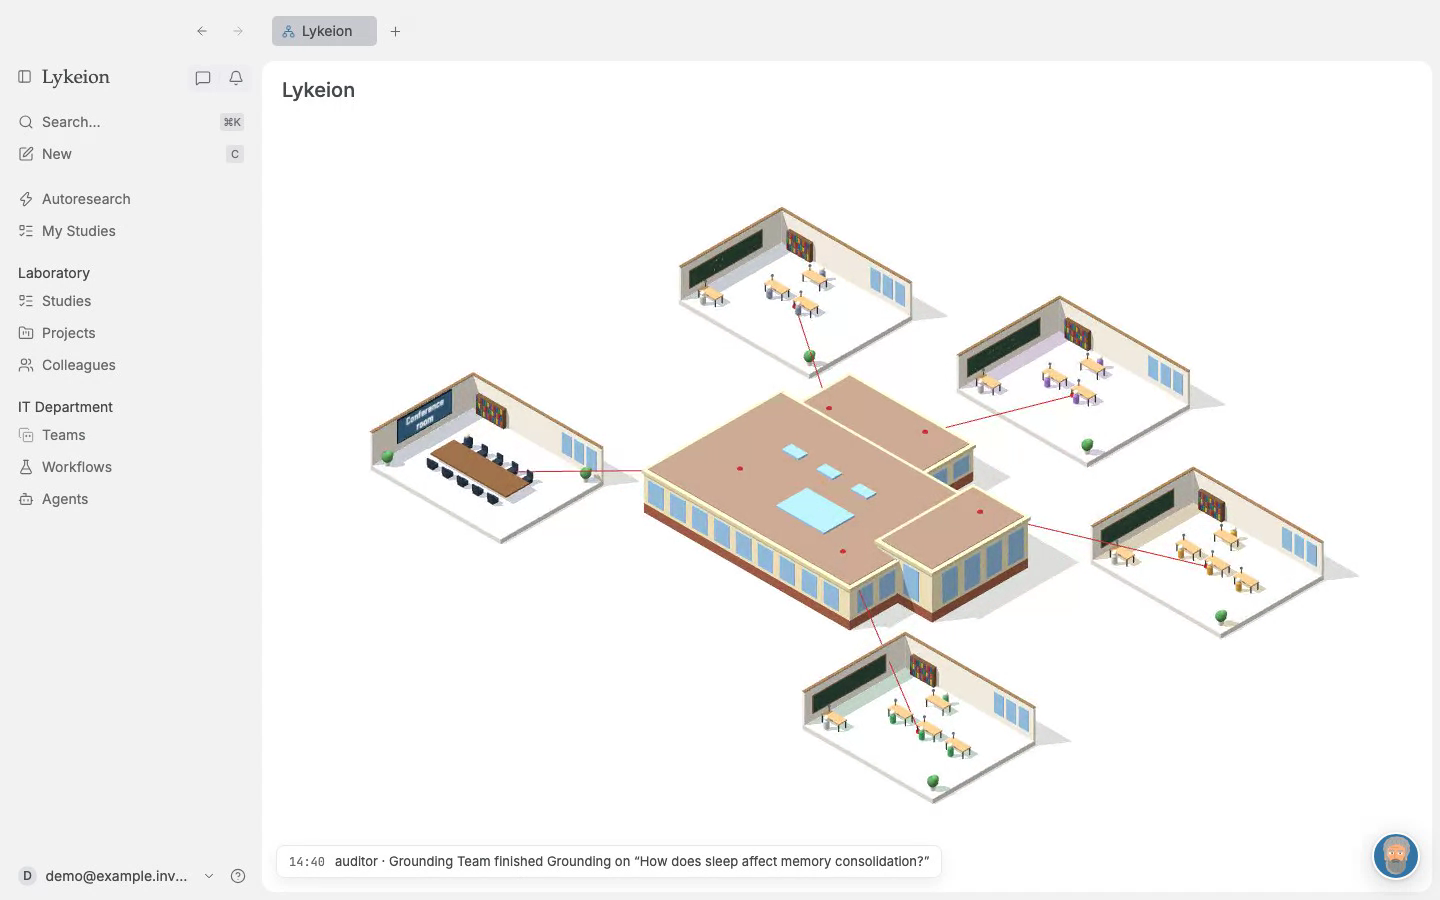 Lykeion
Lykeion
Search...
⌘K
New
C
Autoresearch
My Studies
Laboratory
Studies
Projects
Colleagues
IT Department
Teams
Workflows
Agents
D
demo@example.inv...
Lykeion
Conference
room
14:40 auditor · Grounding Team finished Grounding on “How does sleep affect memory consolidation?”